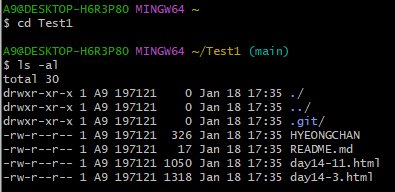 A9@DESKTOP-H6R3P8O MINGW64 ~
$ cd Test1
A9@DESKTOP-H6R3P8O MINGW64 ~/Test1 (main)
$ ls -al
total 30
drwxr-xr-x 1 A9 197121    0 Jan 18 17:35 ./
drwxr-xr-x 1 A9 197121    0 Jan 18 17:35 ../
drwxr-xr-x 1 A9 197121    0 Jan 18 17:35 .git/
-rw-r--r-- 1 A9 197121  326 Jan 18 17:35 HYEONGCHAN
-rw-r--r-- 1 A9 197121   17 Jan 18 17:35 README.md
-rw-r--r-- 1 A9 197121 1050 Jan 18 17:35 day14-11.html
-rw-r--r-- 1 A9 197121 1318 Jan 18 17:35 day14-3.html